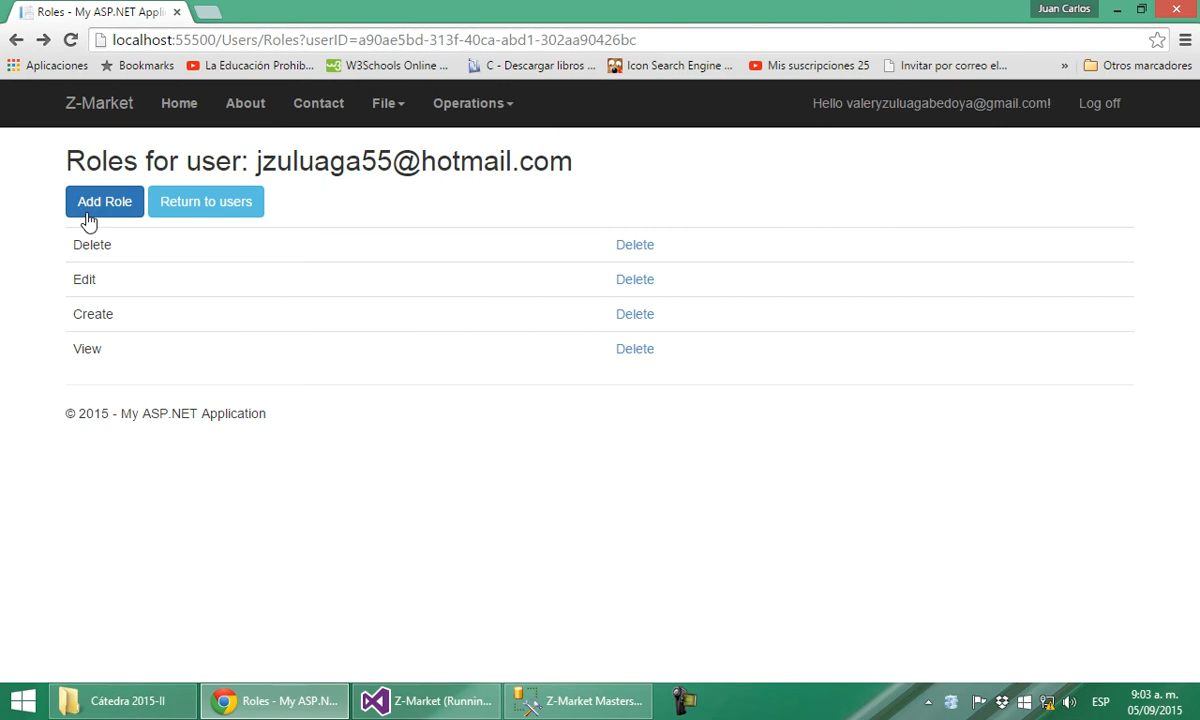 Roles - My ASP.NET Appli
Juan Carlos
localhost:55500/Users/Roles?userID=a90ae5bd-313f-40ca-abd1-302aa90426bc
Aplicaciones
Bookmarks
La Educación Prohib...
W3Schools Online ...
C - Descargar libros ...
Icon Search Engine ...
Mis suscripciones 25
Invitar por correo el...
»
Otros marcadores
Z-Market
Home
About
Contact
File
Operations
Hello valeryzuluagabedoya@gmail.com!
Log off
Roles for user: jzuluaga55@hotmail.com
Add Role
Return to users
Delete Delete
Edit Delete
Create Delete
View Delete
© 2015 - My ASP.NET Application
Cátedra 2015-II
Roles - My ASP.N...
Z-Market (Runnin...
Z-Market Masters...
ESP
9:03 a. m.
05/09/2015